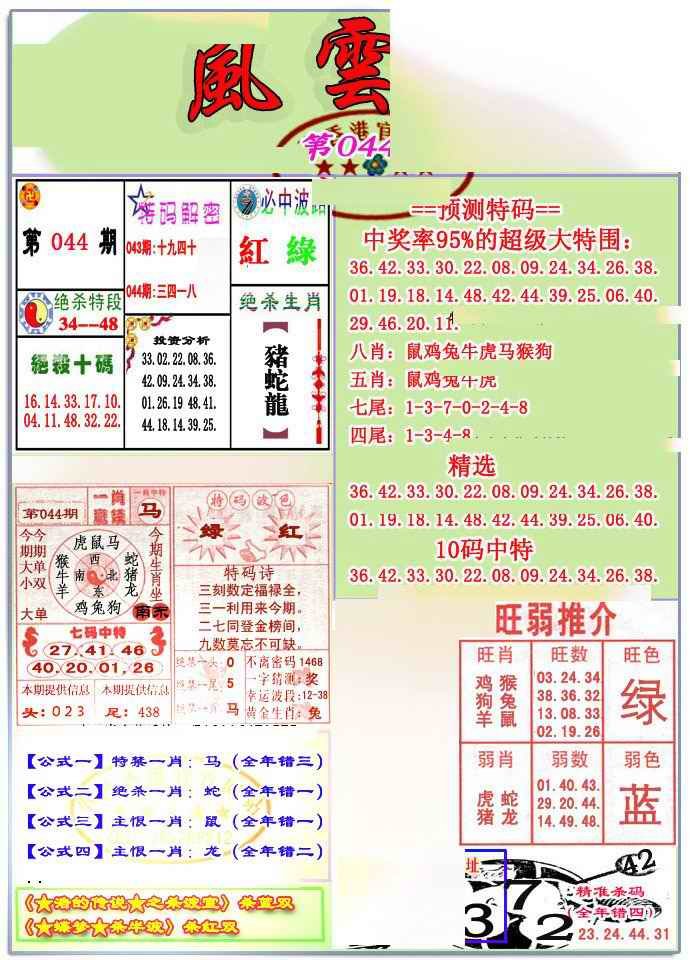 風雲
香港官
第044
第 044 期
特码解密
043期:十九四十
044期:三四一八
必中波
紅 綠
绝杀特段
34---48
投资分析
33.02.22.08.36.
42.09.24.34.38.
01.26.19 48.41.
44.18.14.39.25.
绝杀生肖
【豬蛇龍】
絕殺十碼
16.14.33.17.10.
04.11.48.32.22.
==预测特码==
中奖率95%的超级大特围:
36.42.33.30.22.08.09.24.34.26.38.
01.19.18.14.48.42.44.39.25.06.40.
29.46.20.11.
八肖: 鼠鸡兔牛虎马猴狗
五肖: 鼠鸡兔牛虎
七尾: 1-3-7-0-2-4-8
四尾: 1-3-4-8
精选
36.42.33.30.22.08.09.24.34.26.38.
01.19.18.14.48.42.44.39.25.06.40.
10码中特
36.42.33.30.22.08.09.24.34.26.38.
第044期
马
今期大小
今期单双
大单
虎鼠马
猴牛羊
蛇猪龙
鸡兔狗
西
南 北
东
今期生肖坐
南东
七码中特
27.41.46
40.20.01.26
本期提供信息
头:023
本期提供信息
尾:438
特码波色
绿 红
特码诗
三刻数定福禄全,
三一利用来今期。
二七同登金榜间,
九数莫忘不可缺。
绝禁一头: 0
不离密码 1468
绝禁一尾: 5
一字猜测: 奖
幸运波段: 12-38
马
黄金生肖: 兔
【公式一】特禁一肖: 马 (全年错三)
【公式二】绝杀一肖: 蛇 (全年错一)
【公式三】主恨一肖: 鼠 (全年错一)
【公式四】主恨一肖: 龙 (全年错二)
《★港的传说★之杀波宣》杀蓝双
《★蝶梦★杀半波》杀红双
旺弱推介
旺肖
鸡猴
狗兔
羊鼠
旺数
03.24.34
38.36.32
13.08.33
02.19.26
旺色
绿
弱肖
虎蛇
猪龙
弱数
01.40.43.
29.20.44.
14.49.48.
弱色
蓝
址
3
7
2
42
精准杀码
(全年错四)
23.24.44.31